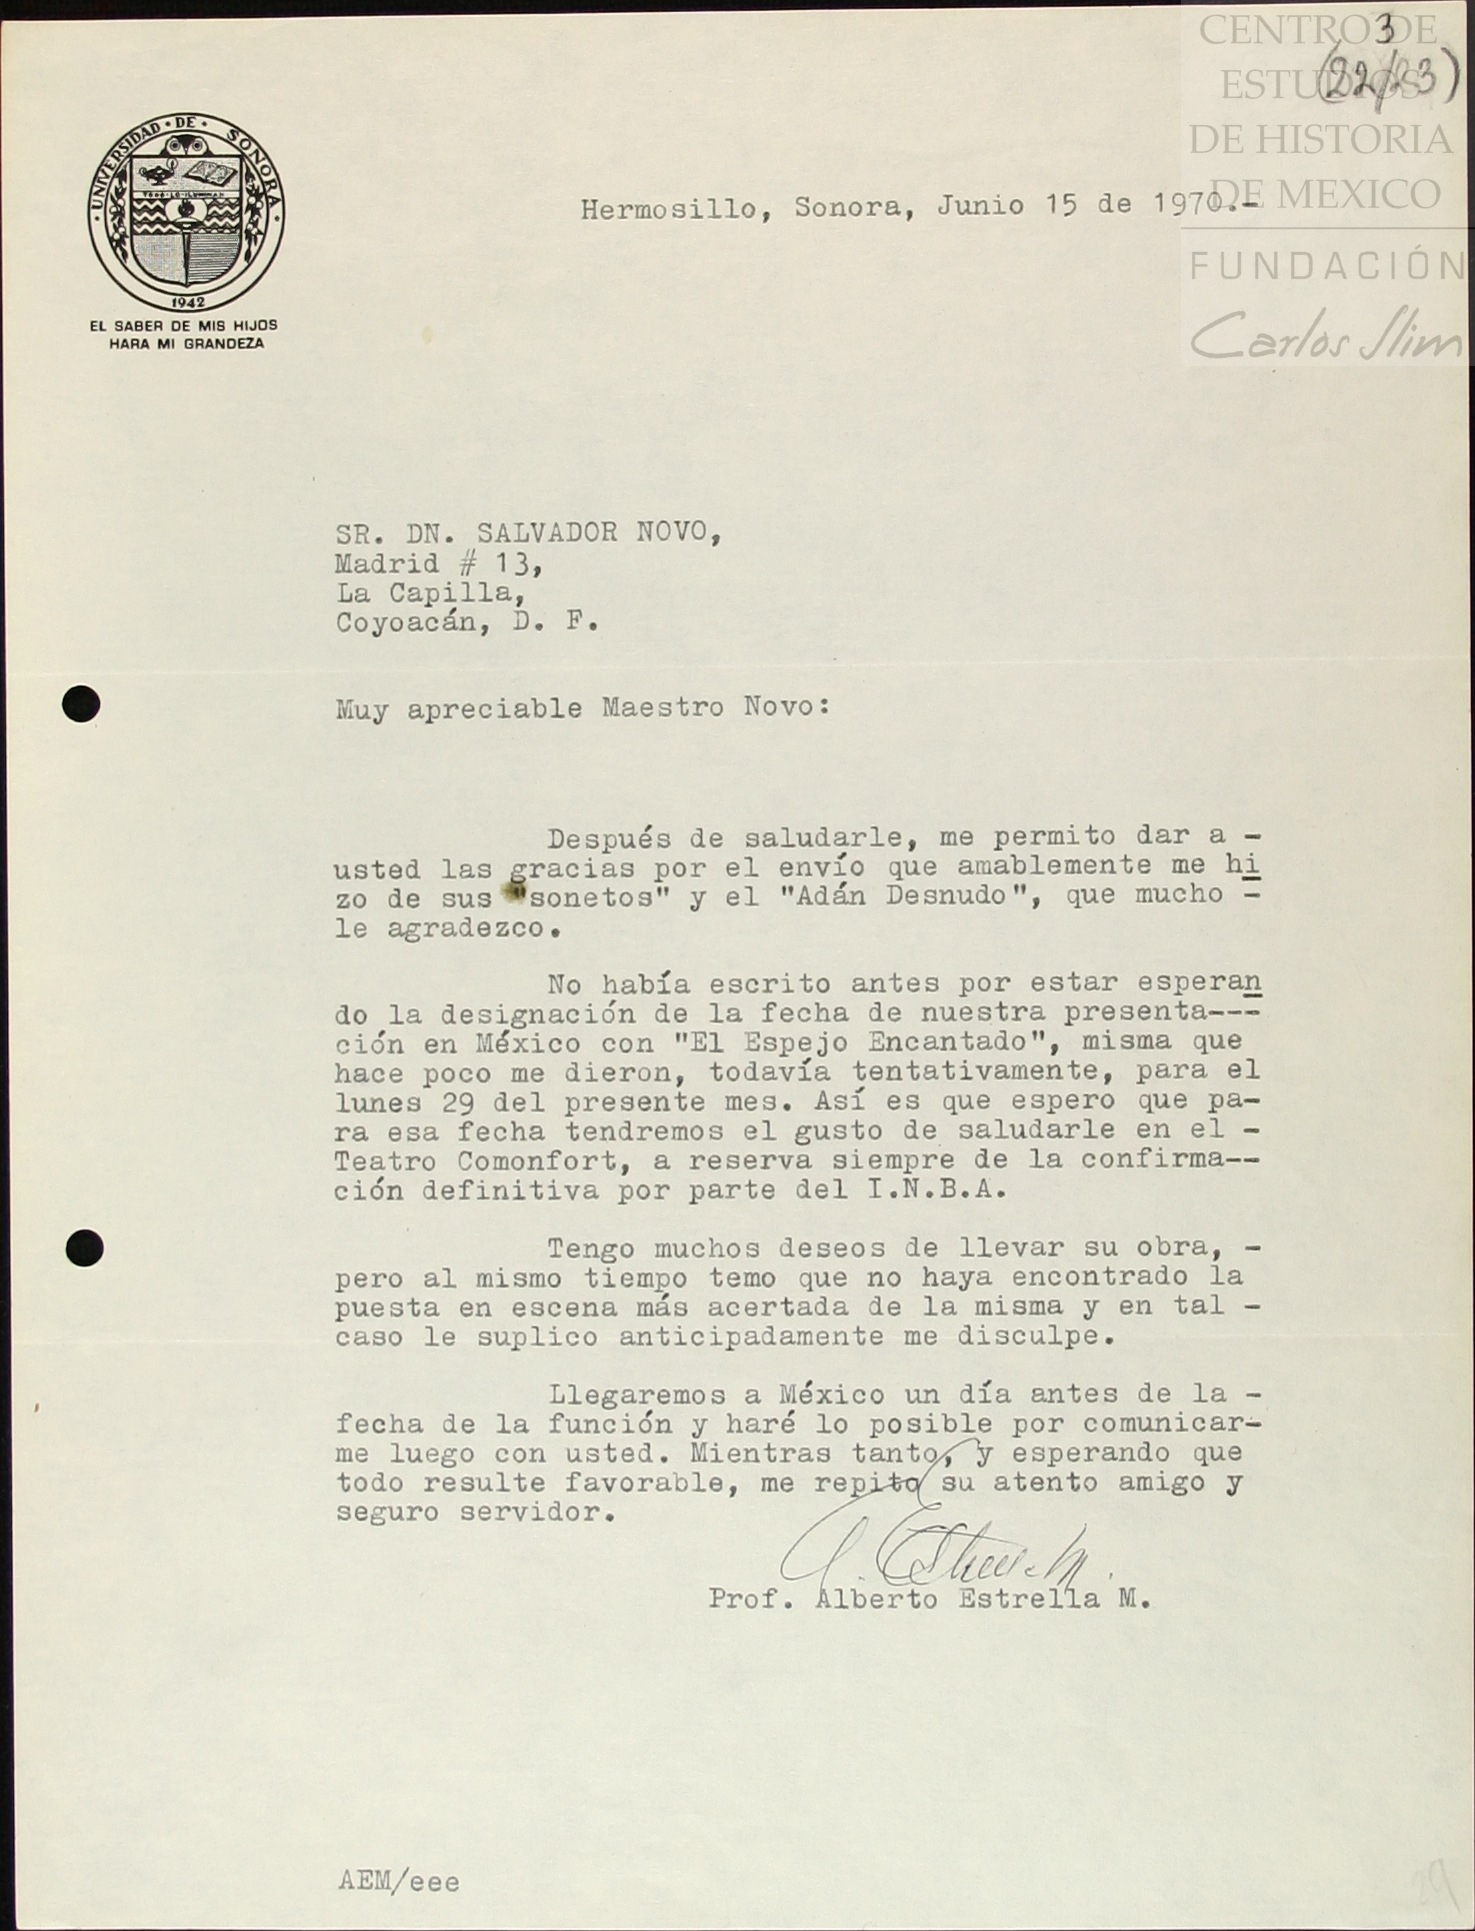 CENTRO DE
ESTUDIOS
DE HISTORIA
DE MEXICO
FUNDACIÓN
Carlos Slim
3
(22/23)
· UNIVERSIDAD · DE · SONORA ·
TODO LO ILUMINAN
1942
EL SABER DE MIS HIJOS
HARA MI GRANDEZA
Hermosillo, Sonora, Junio 15 de 1970.-
SR. DN. SALVADOR NOVO,
Madrid # 13,
La Capilla,
Coyoacán, D. F.
Muy apreciable Maestro Novo:
Después de saludarle, me permito dar a -
usted las gracias por el envío que amablemente me hi
zo de sus "sonetos" y el "Adán Desnudo", que mucho -
le agradezco.
No había escrito antes por estar esperan
do la designación de la fecha de nuestra presenta---
ción en México con "El Espejo Encantado", misma que
hace poco me dieron, todavía tentativamente, para el
lunes 29 del presente mes. Así es que espero que pa-
ra esa fecha tendremos el gusto de saludarle en el -
Teatro Comonfort, a reserva siempre de la confirma--
ción definitiva por parte del I.N.B.A.
Tengo muchos deseos de llevar su obra, -
pero al mismo tiempo temo que no haya encontrado la
puesta en escena más acertada de la misma y en tal -
caso le suplico anticipadamente me disculpe.
Llegaremos a México un día antes de la -
fecha de la función y haré lo posible por comunicar-
me luego con usted. Mientras tanto, y esperando que
todo resulte favorable, me repito su atento amigo y
seguro servidor.
Prof. Alberto Estrella M.
AEM/eee